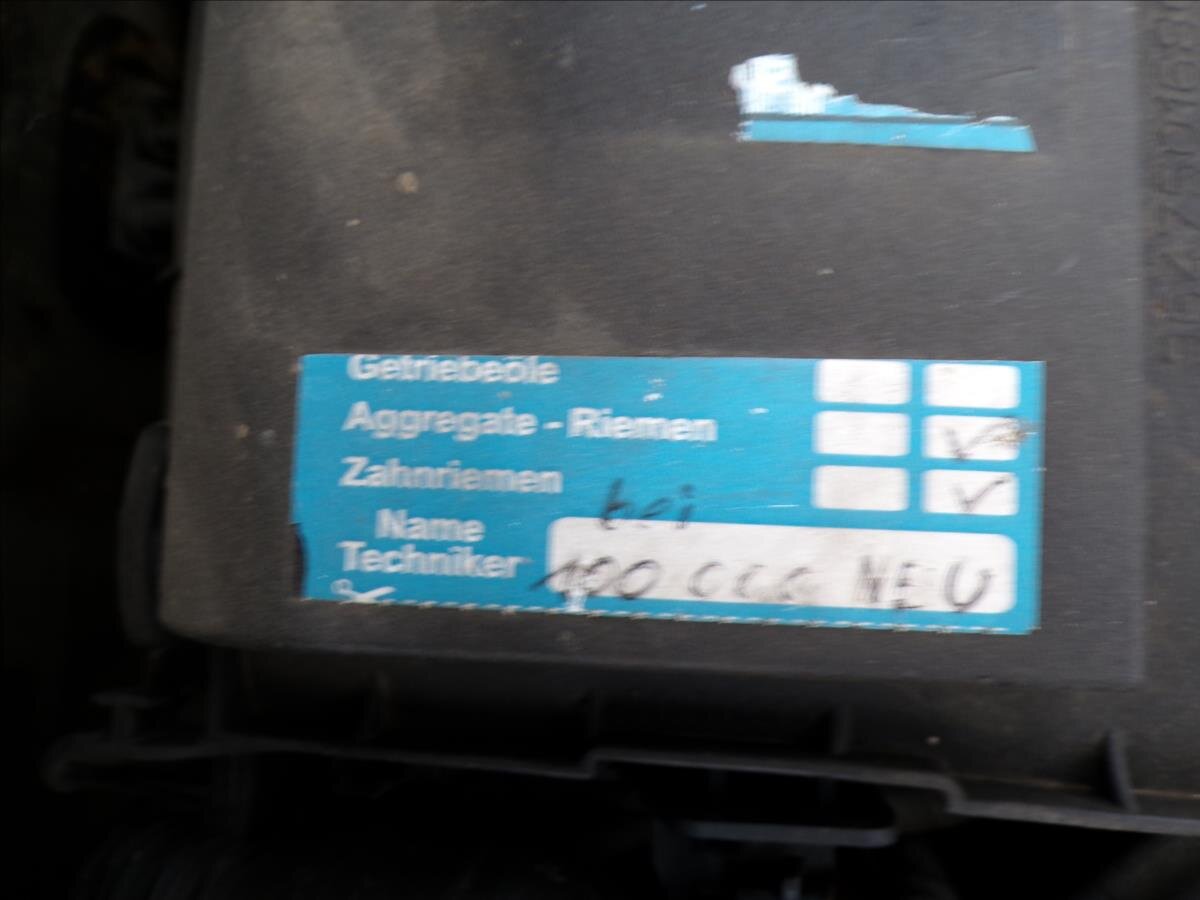 Getriebeöle
Aggregate - Riemen
Zahnriemen
bei
Name
Techniker
100 000 NEU